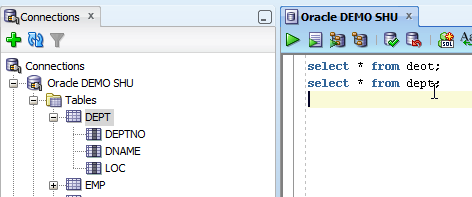 Connections
Connections
Oracle DEMO SHU
Tables
DEPT
DEPTNO
DNAME
LOC
EMP
Oracle DEMO SHU
SQL
select * from deot;
select * from dept;